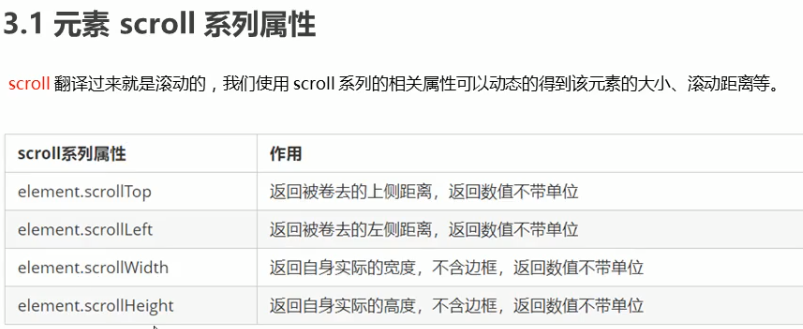 3.1 元素 scroll 系列属性
scroll 翻译过来就是滚动的，我们使用 scroll 系列的相关属性可以动态的得到该元素的大小、滚动距离等。
scroll系列属性 作用
element.scrollTop 返回被卷去的上侧距离，返回数值不带单位
element.scrollLeft 返回被卷去的左侧距离，返回数值不带单位
element.scrollWidth 返回自身实际的宽度，不含边框，返回数值不带单位
element.scrollHeight 返回自身实际的高度，不含边框，返回数值不带单位